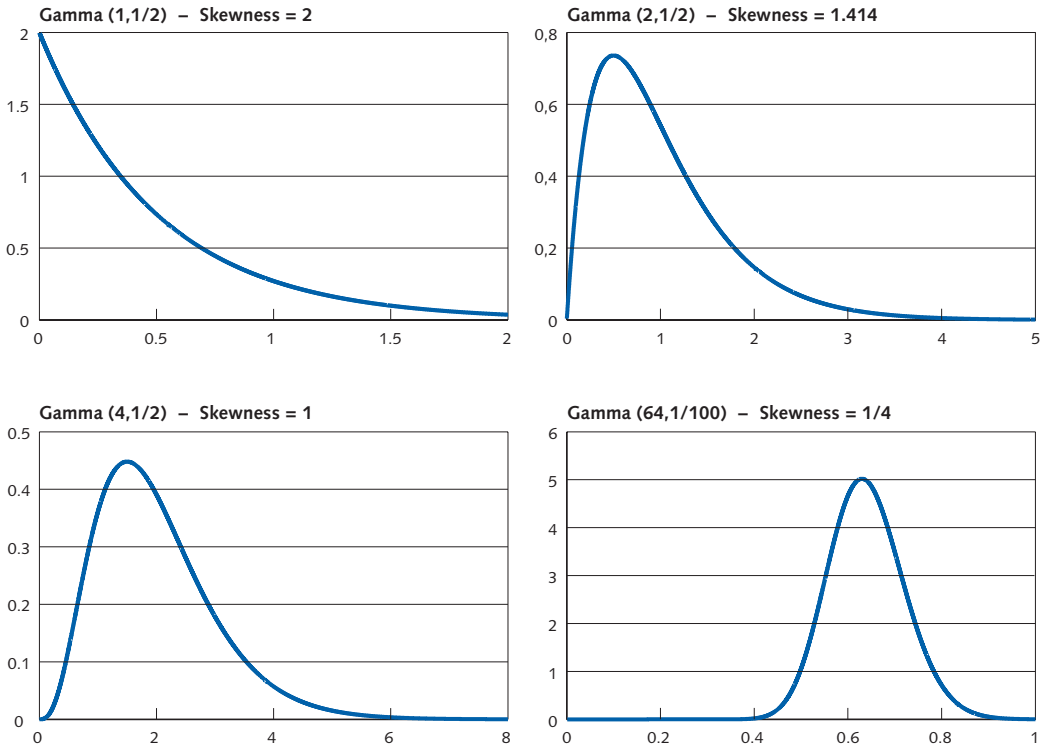 Gamma (1,1/2) – Skewness = 2
2
1.5
1
0.5
0
0 0.5 1 1.5 2
Gamma (2,1/2) – Skewness = 1.414
0,8
0,6
0,4
0,2
0
0 1 2 3 4 5
Gamma (4,1/2) – Skewness = 1
0.5
0.4
0.3
0.2
0.1
0
0 2 4 6 8
Gamma (64,1/100) – Skewness = 1/4
6
5
4
3
2
1
0
0 0.2 0.4 0.6 0.8 1